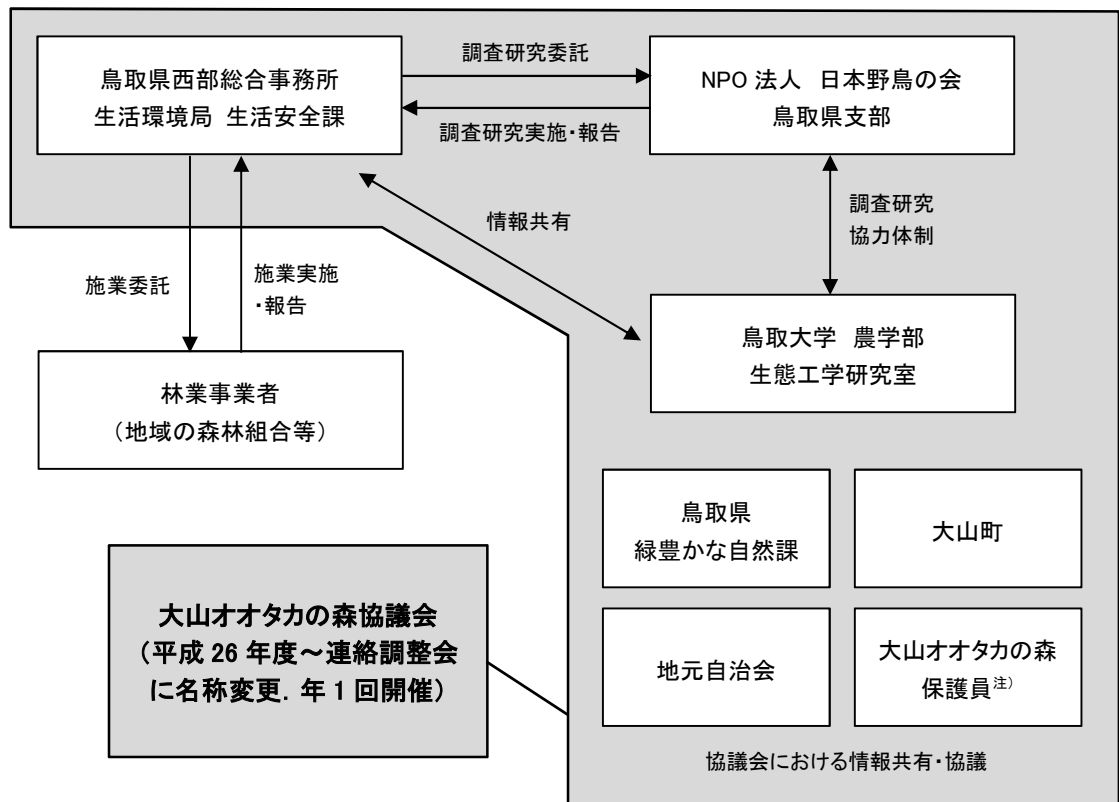 鳥取県西部総合事務所
生活環境局 生活安全課
調査研究委託
調査研究実施・報告
NPO 法人 日本野鳥の会
鳥取県支部
情報共有
調査研究
協力体制
施業委託
施業実施
・報告
鳥取大学 農学部
生態工学研究室
林業事業者
（地域の森林組合等）
鳥取県
緑豊かな自然課
大山町
大山オオタカの森協議会
（平成 26 年度～連絡調整会
に名称変更．年 1 回開催）
地元自治会
大山オオタカの森
保護員注）
協議会における情報共有・協議